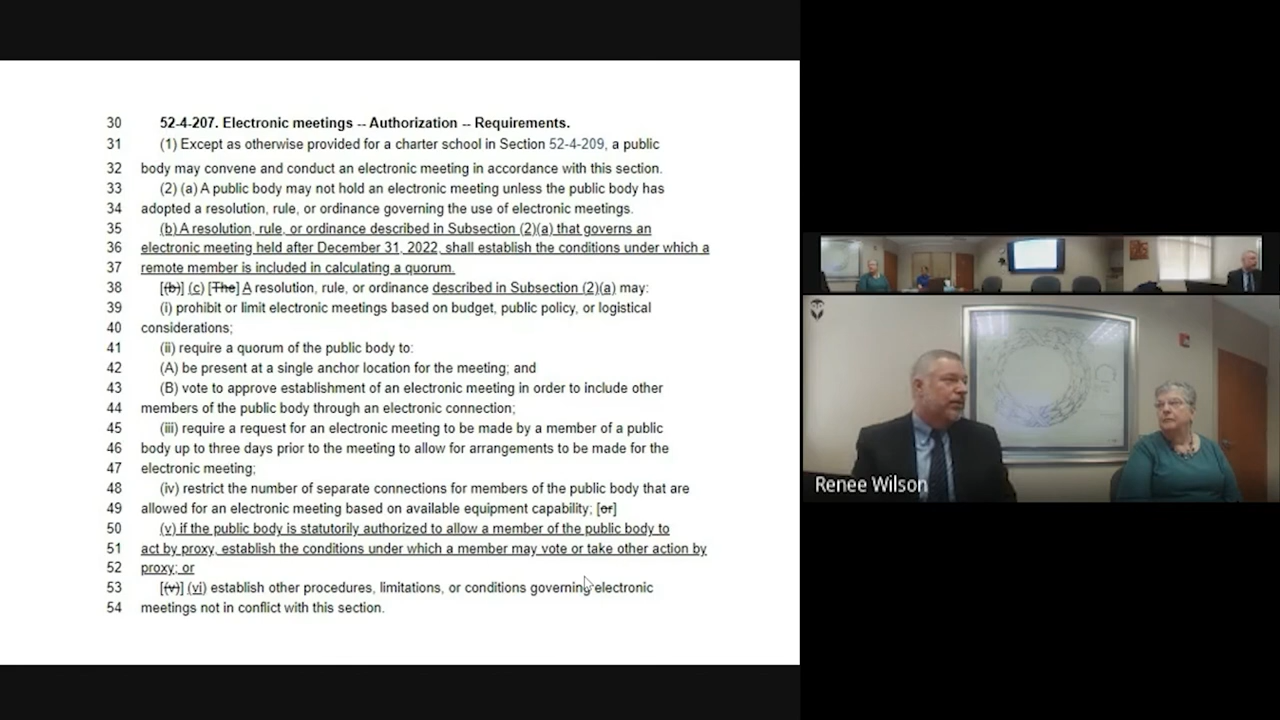 30 52-4-207. Electronic meetings -- Authorization -- Requirements.
31 (1) Except as otherwise provided for a charter school in Section 52-4-209, a public
32 body may convene and conduct an electronic meeting in accordance with this section.
33 (2) (a) A public body may not hold an electronic meeting unless the public body has
34 adopted a resolution, rule, or ordinance governing the use of electronic meetings.
35 (b) A resolution, rule, or ordinance described in Subsection (2)(a) that governs an
36 electronic meeting held after December 31, 2022, shall establish the conditions under which a
37 remote member is included in calculating a quorum.
38 [(b)] (c) [The] A resolution, rule, or ordinance described in Subsection (2)(a) may:
39 (i) prohibit or limit electronic meetings based on budget, public policy, or logistical
40 considerations;
41 (ii) require a quorum of the public body to:
42 (A) be present at a single anchor location for the meeting; and
43 (B) vote to approve establishment of an electronic meeting in order to include other
44 members of the public body through an electronic connection;
45 (iii) require a request for an electronic meeting to be made by a member of a public
46 body up to three days prior to the meeting to allow for arrangements to be made for the
47 electronic meeting;
48 (iv) restrict the number of separate connections for members of the public body that are
49 allowed for an electronic meeting based on available equipment capability; [or]
50 (v) if the public body is statutorily authorized to allow a member of the public body to
51 act by proxy, establish the conditions under which a member may vote or take other action by
52 proxy; or
53 [(v)] (vi) establish other procedures, limitations, or conditions governing electronic
54 meetings not in conflict with this section.
Renee Wilson